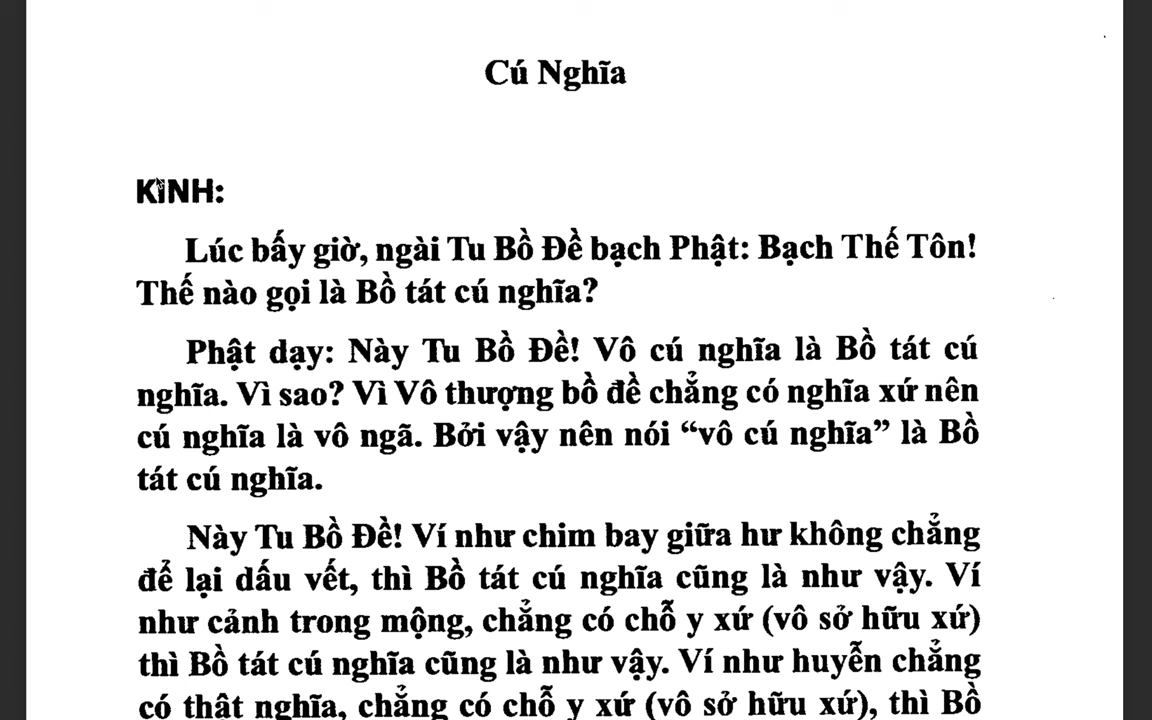 Cú Nghĩa
KINH:
Lúc bấy giờ, ngài Tu Bồ Đề bạch Phật: Bạch Thế Tôn!
Thế nào gọi là Bồ tát cú nghĩa?
Phật dạy: Này Tu Bồ Đề! Vô cú nghĩa là Bồ tát cú
nghĩa. Vì sao? Vì Vô thượng bồ đề chẳng có nghĩa xứ nên
cú nghĩa là vô ngã. Bởi vậy nên nói “vô cú nghĩa” là Bồ
tát cú nghĩa.
Này Tu Bồ Đề! Ví như chim bay giữa hư không chẳng
để lại dấu vết, thì Bồ tát cú nghĩa cũng là như vậy. Ví
như cảnh trong mộng, chẳng có chỗ y xứ (vô sở hữu xứ)
thì Bồ tát cú nghĩa cũng là như vậy. Ví như huyễn chẳng
có thật nghĩa, chẳng có chỗ y xứ (vô sở hữu xứ), thì Bồ